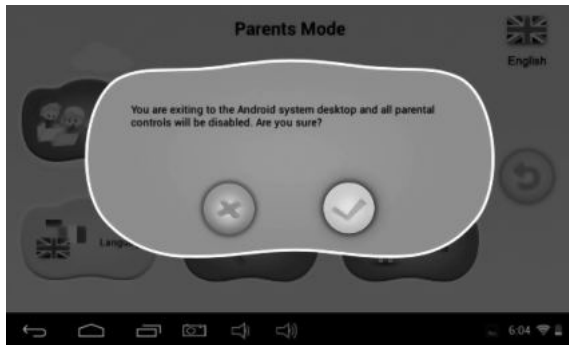 Parents Mode
English
You are exiting to the Android system desktop and all parental
controls will be disabled. Are you sure?
6:04